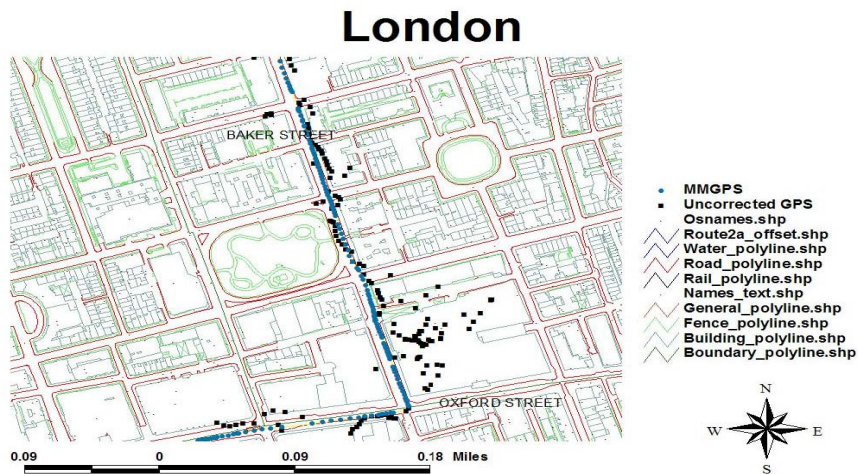 London
BAKER STREET
OXFORD STREET
MMGPS
Uncorrected GPS
Osnames.shp
Route2a_offset.shp
Water_polyline.shp
Road_polyline.shp
Rail_polyline.shp
Names_text.shp
General_polyline.shp
Fence_polyline.shp
Building_polyline.shp
Boundary_polyline.shp
N
W E
S
0.09 0 0.09 0.18 Miles